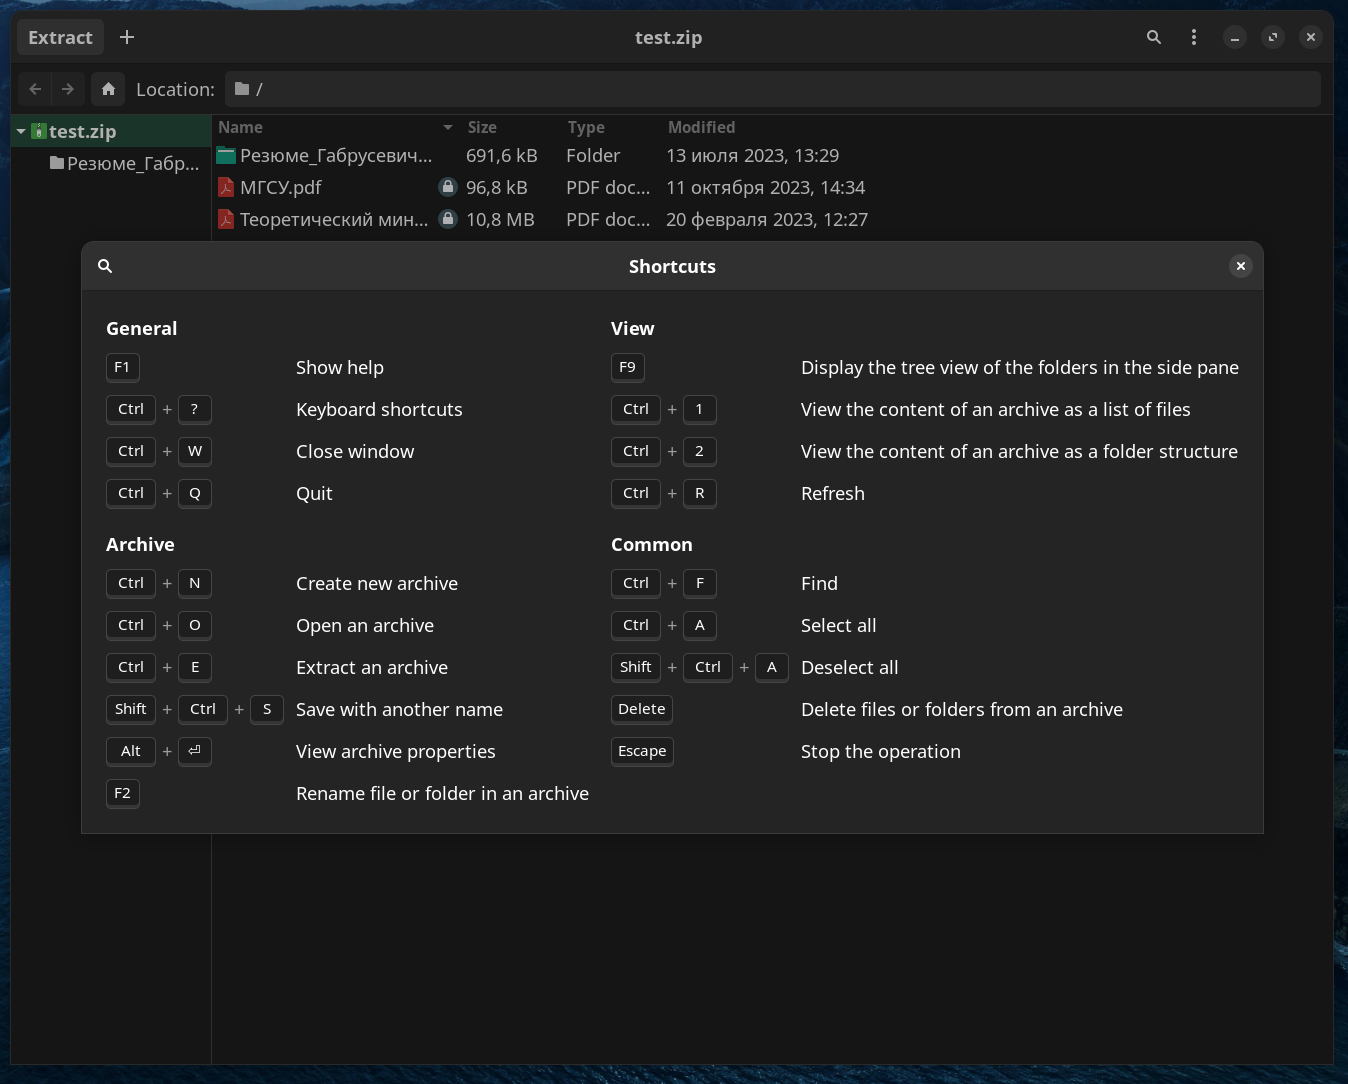 Extract + test.zip
Location: /
test.zip
Резюме_Габр...
Name Size Type Modified
Резюме_Габрусевич... 691,6 kB Folder 13 июля 2023, 13:29
МГСУ.pdf 96,8 kB PDF doc... 11 октября 2023, 14:34
Теоретический мин... 10,8 MB PDF doc... 20 февраля 2023, 12:27
Shortcuts
General
F1 Show help
Ctrl + ? Keyboard shortcuts
Ctrl + W Close window
Ctrl + Q Quit
Archive
Ctrl + N Create new archive
Ctrl + O Open an archive
Ctrl + E Extract an archive
Shift + Ctrl + S Save with another name
Alt + ⏎ View archive properties
F2 Rename file or folder in an archive
View
F9 Display the tree view of the folders in the side pane
Ctrl + 1 View the content of an archive as a list of files
Ctrl + 2 View the content of an archive as a folder structure
Ctrl + R Refresh
Common
Ctrl + F Find
Ctrl + A Select all
Shift + Ctrl + A Deselect all
Delete Delete files or folders from an archive
Escape Stop the operation